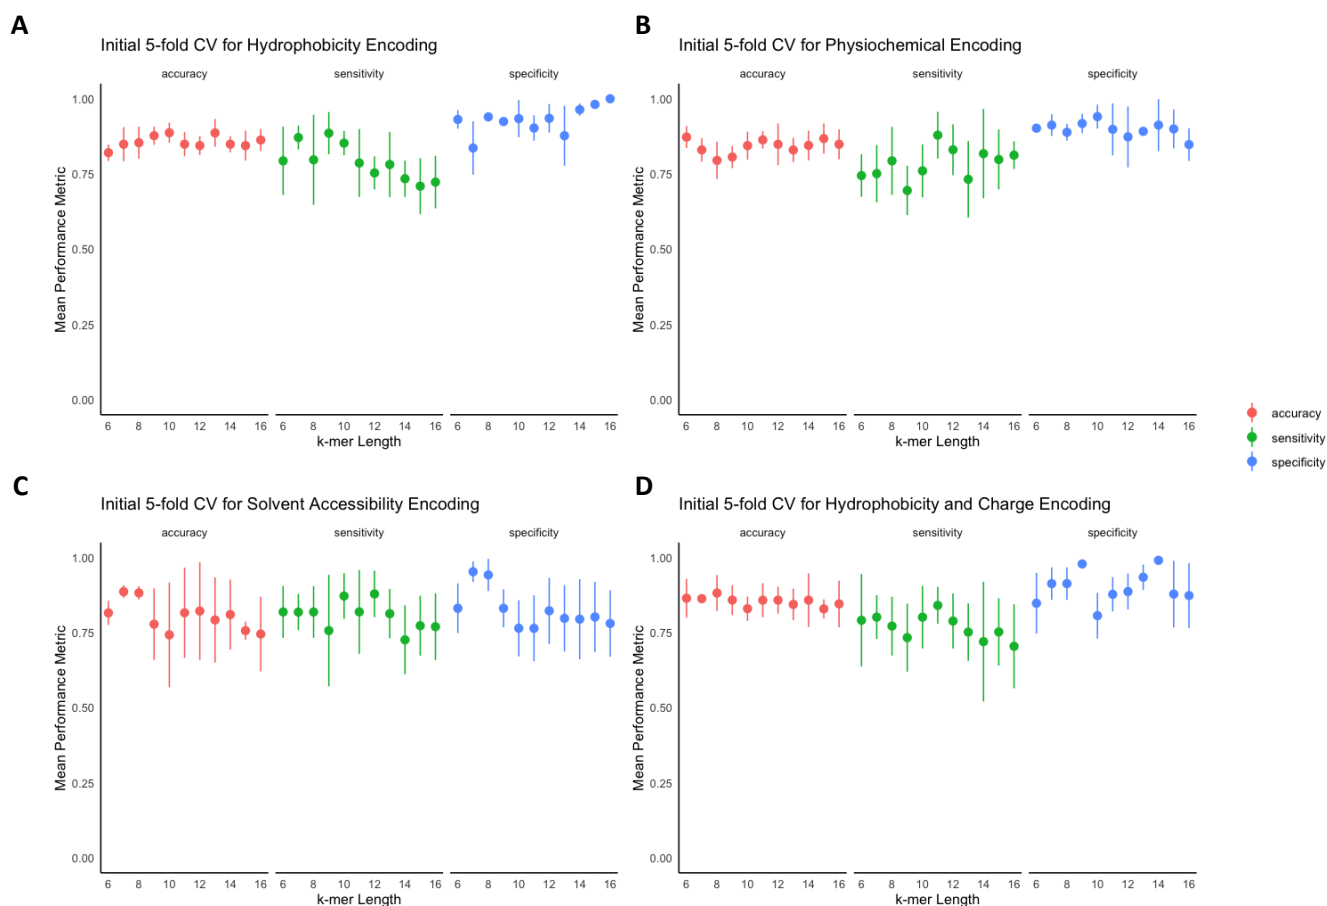 A
Initial 5-fold CV for Hydrophobicity Encoding
accuracy sensitivity specificity
Mean Performance Metric
1.00
0.75
0.50
0.25
0.00
6 8 10 12 14 16 6 8 10 12 14 16 6 8 10 12 14 16
k-mer Length
B
Initial 5-fold CV for Physiochemical Encoding
accuracy sensitivity specificity
Mean Performance Metric
1.00
0.75
0.50
0.25
0.00
6 8 10 12 14 16 6 8 10 12 14 16 6 8 10 12 14 16
k-mer Length
accuracy
sensitivity
specificity
C
Initial 5-fold CV for Solvent Accessibility Encoding
accuracy sensitivity specificity
Mean Performance Metric
1.00
0.75
0.50
0.25
0.00
6 8 10 12 14 16 6 8 10 12 14 16 6 8 10 12 14 16
k-mer Length
D
Initial 5-fold CV for Hydrophobicity and Charge Encoding
accuracy sensitivity specificity
Mean Performance Metric
1.00
0.75
0.50
0.25
0.00
6 8 10 12 14 16 6 8 10 12 14 16 6 8 10 12 14 16
k-mer Length